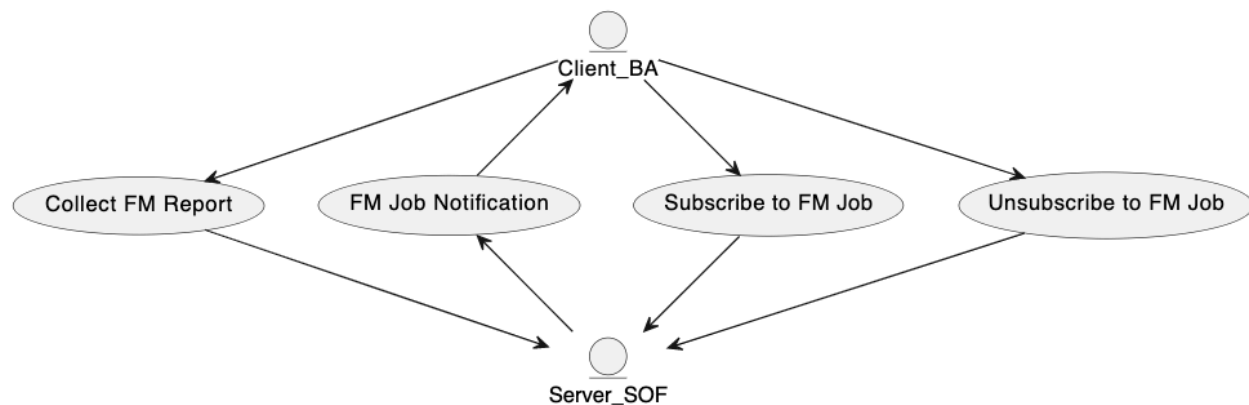 Client_BA
Collect FM Report
FM Job Notification
Subscribe to FM Job
Unsubscribe to FM Job
Server_SOF